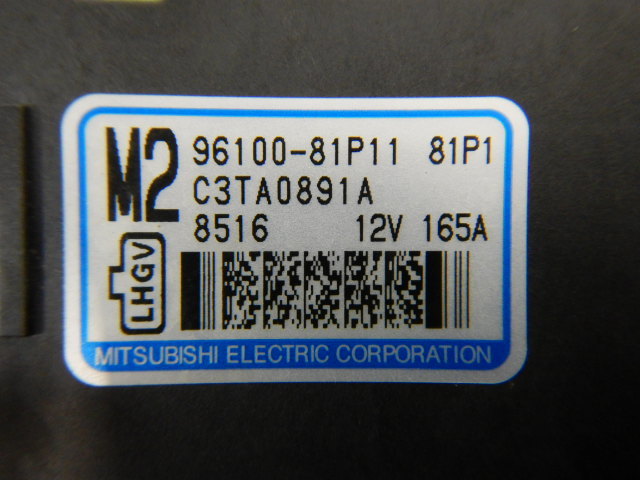 M2
96100-81P11 81P1
C3TA0891A
8516 12V 165A
LHGV
MITSUBISHI ELECTRIC CORPORATION